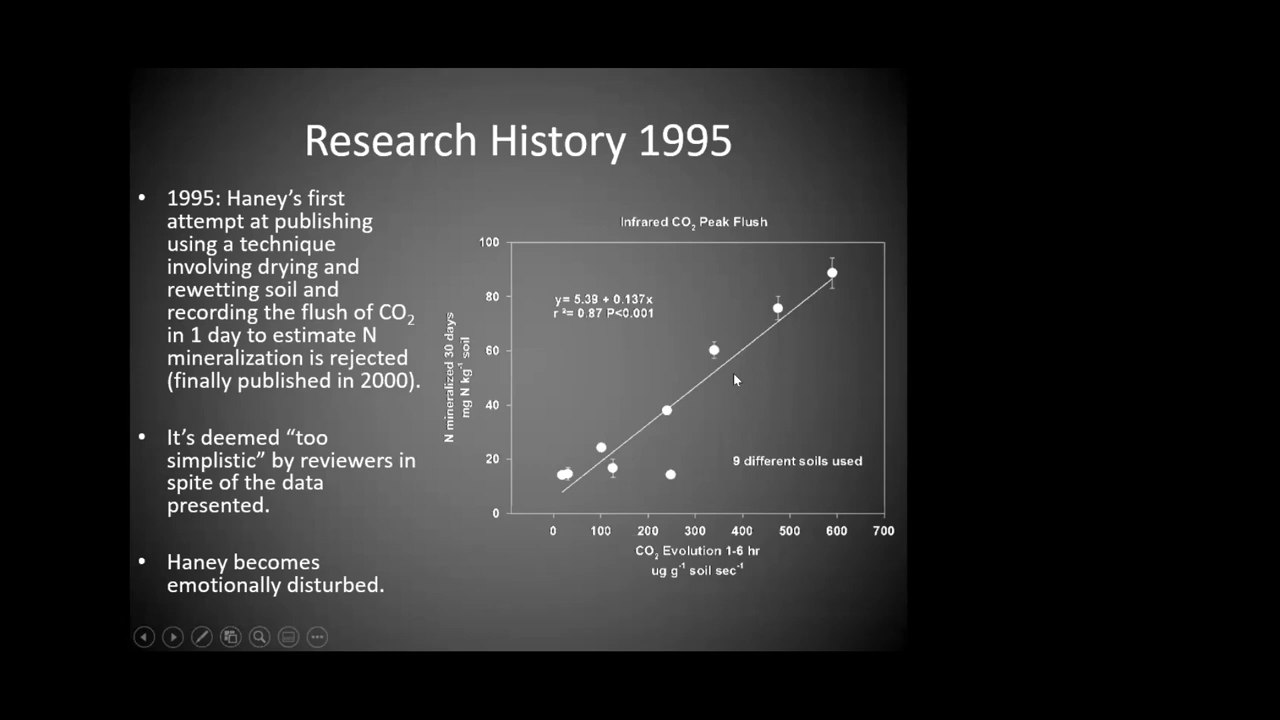 Research History 1995
• 1995: Haney’s first
attempt at publishing
using a technique
involving drying and
rewetting soil and
recording the flush of CO₂
in 1 day to estimate N
mineralization is rejected
(finally published in 2000).
• It’s deemed “too
simplistic” by reviewers in
spite of the data
presented.
• Haney becomes
emotionally disturbed.
Infrared CO₂ Peak Flush
100
80
60
40
20
0
N mineralized 30 days
mg N kg⁻¹ soil
y= 5.39 + 0.137x
r ²= 0.87 P<0.001
9 different soils used
0 100 200 300 400 500 600 700
CO₂ Evolution 1-6 hr
ug g⁻¹ soil sec⁻¹